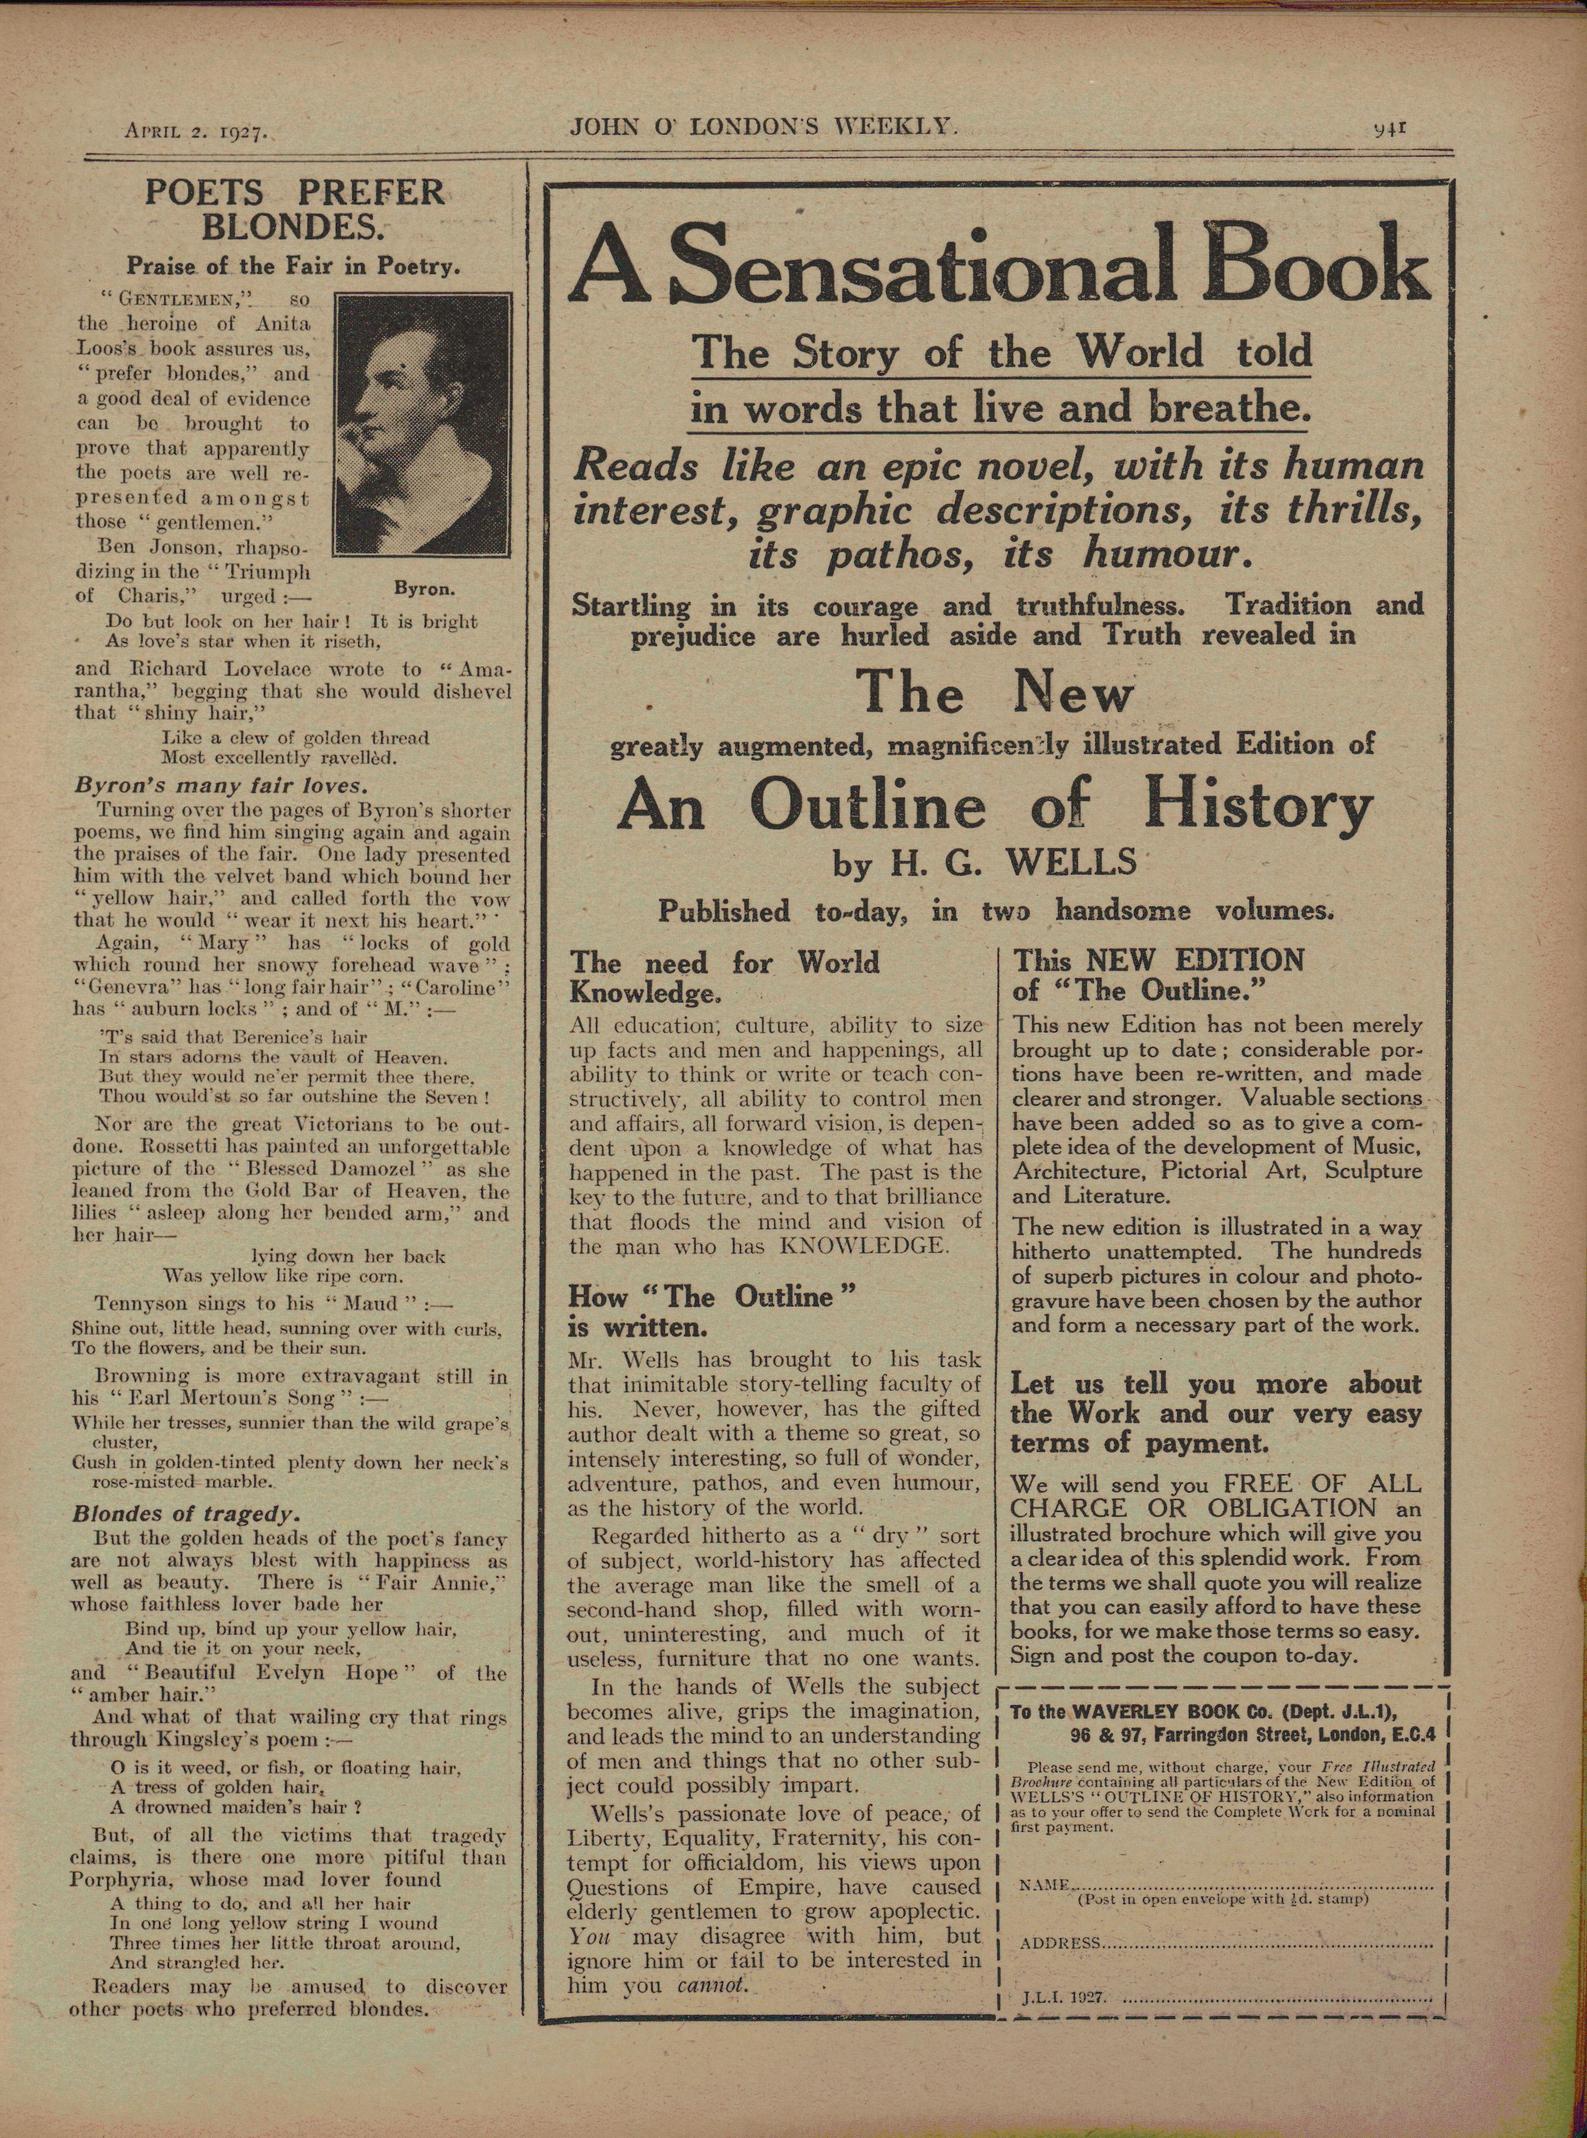 APRIL 2. 1927.
JOHN O' LONDON'S WEEKLY.
941
POETS PREFER
BLONDES.
Praise of the Fair in Poetry.
"GENTLEMEN," so
the heroine of Anita
Loos's book assures us,
"prefer blondes," and
a good deal of evidence
can be brought to
prove that apparently
the poets are well re-
presented amongst
those "gentlemen."
Ben Jonson, rhapso-
dizing in the "Triumph
of Charis," urged :—
Byron.
Do but look on her hair! It is bright
As love's star when it riseth,
and Richard Lovelace wrote to "Ama-
rantha," begging that she would dishevel
that "shiny hair,"
Like a clew of golden thread
Most excellently ravellèd.
Byron's many fair loves.
Turning over the pages of Byron's shorter
poems, we find him singing again and again
the praises of the fair. One lady presented
him with the velvet band which bound her
"yellow hair," and called forth the vow
that he would "wear it next his heart."
Again, "Mary" has "locks of gold
which round her snowy forehead wave";
"Genevra" has "long fair hair"; "Caroline"
has "auburn locks"; and of "M." :—
'T's said that Berenice's hair
In stars adorns the vault of Heaven.
But they would ne'er permit thee there,
Thou would'st so far outshine the Seven!
Nor are the great Victorians to be out-
done. Rossetti has painted an unforgettable
picture of the "Blessed Damozel" as she
leaned from the Gold Bar of Heaven, the
lilies "asleep along her bended arm," and
her hair—
lying down her back
Was yellow like ripe corn.
Tennyson sings to his "Maud" :—
Shine out, little head, sunning over with curls,
To the flowers, and be their sun.
Browning is more extravagant still in
his "Earl Mertoun's Song" :—
While her tresses, sunnier than the wild grape's
cluster,
Gush in golden-tinted plenty down her neck's
rose-misted marble.
Blondes of tragedy.
But the golden heads of the poet's fancy
are not always blest with happiness as
well as beauty. There is "Fair Annie,"
whose faithless lover bade her
Bind up, bind up your yellow hair,
And tie it on your neck,
and "Beautiful Evelyn Hope" of the
"amber hair."
And what of that wailing cry that rings
through Kingsley's poem :—
O is it weed, or fish, or floating hair,
A tress of golden hair,
A drowned maiden's hair?
But, of all the victims that tragedy
claims, is there one more pitiful than
Porphyria, whose mad lover found
A thing to do, and all her hair
In one long yellow string I wound
Three times her little throat around,
And strangled her.
Readers may be amused to discover
other poets who preferred blondes.
A Sensational Book
The Story of the World told
in words that live and breathe.
Reads like an epic novel, with its human
interest, graphic descriptions, its thrills,
its pathos, its humour.
Startling in its courage and truthfulness. Tradition and
prejudice are hurled aside and Truth revealed in
The New
greatly augmented, magnificently illustrated Edition of
An Outline of History
by H. G. WELLS
Published to-day, in two handsome volumes.
The need for World
Knowledge.
All education, culture, ability to size
up facts and men and happenings, all
ability to think or write or teach con-
structively, all ability to control men
and affairs, all forward vision, is depen-
dent upon a knowledge of what has
happened in the past. The past is the
key to the future, and to that brilliance
that floods the mind and vision of
the man who has KNOWLEDGE.
How "The Outline"
is written.
Mr. Wells has brought to his task
that inimitable story-telling faculty of
his. Never, however, has the gifted
author dealt with a theme so great, so
intensely interesting, so full of wonder,
adventure, pathos, and even humour,
as the history of the world.
Regarded hitherto as a "dry" sort
of subject, world-history has affected
the average man like the smell of a
second-hand shop, filled with worn-
out, uninteresting, and much of it
useless, furniture that no one wants.
In the hands of Wells the subject
becomes alive, grips the imagination,
and leads the mind to an understanding
of men and things that no other sub-
ject could possibly impart.
Wells's passionate love of peace, of
Liberty, Equality, Fraternity, his con-
tempt for officialdom, his views upon
Questions of Empire, have caused
elderly gentlemen to grow apoplectic.
You may disagree with him, but
ignore him or fail to be interested in
him you cannot.
This NEW EDITION
of "The Outline."
This new Edition has not been merely
brought up to date; considerable por-
tions have been re-written, and made
clearer and stronger. Valuable sections
have been added so as to give a com-
plete idea of the development of Music,
Architecture, Pictorial Art, Sculpture
and Literature.
The new edition is illustrated in a way
hitherto unattempted. The hundreds
of superb pictures in colour and photo-
gravure have been chosen by the author
and form a necessary part of the work.
Let us tell you more about
the Work and our very easy
terms of payment.
We will send you FREE OF ALL
CHARGE OR OBLIGATION an
illustrated brochure which will give you
a clear idea of this splendid work. From
the terms we shall quote you will realize
that you can easily afford to have these
books, for we make those terms so easy.
Sign and post the coupon to-day.
To the WAVERLEY BOOK Co. (Dept. J.L.1),
96 & 97, Farringdon Street, London, E.C.4
Please send me, without charge, your Free Illustrated
Brochure containing all particulars of the New Edition of
WELLS'S "OUTLINE OF HISTORY," also information
as to your offer to send the Complete Work for a nominal
first payment.
NAME
(Post in open envelope with ½d. stamp)
ADDRESS
J.L.I. 1927.